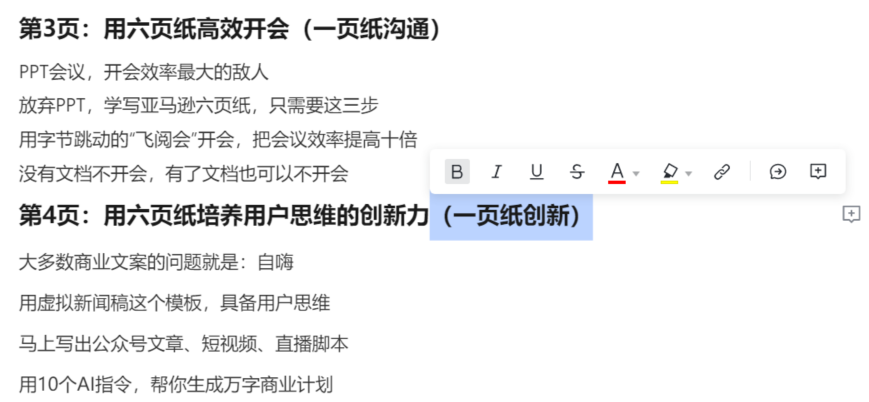 第3页：用六页纸高效开会（一页纸沟通）
PPT会议，开会效率最大的敌人
放弃PPT，学写亚马逊六页纸，只需要这三步
用字节跳动的“飞阅会”开会，把会议效率提高十倍
没有文档不开会，有了文档也可以不开会
B I U S A
第4页：用六页纸培养用户思维的创新力（一页纸创新）
大多数商业文案的问题就是：自嗨
用虚拟新闻稿这个模板，具备用户思维
马上写出公众号文章、短视频、直播脚本
用10个AI指令，帮你生成万字商业计划